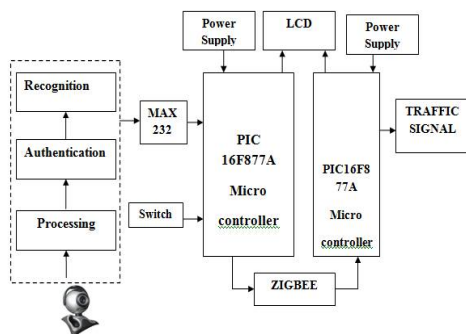 Power
Supply
LCD
Power
Supply
Recognition
MAX
232
PIC
16F877A
Micro
controller
TRAFFIC
SIGNAL
Authentication
PIC16F8
77A
Micro
controller
Switch
Processing
ZIGBEE